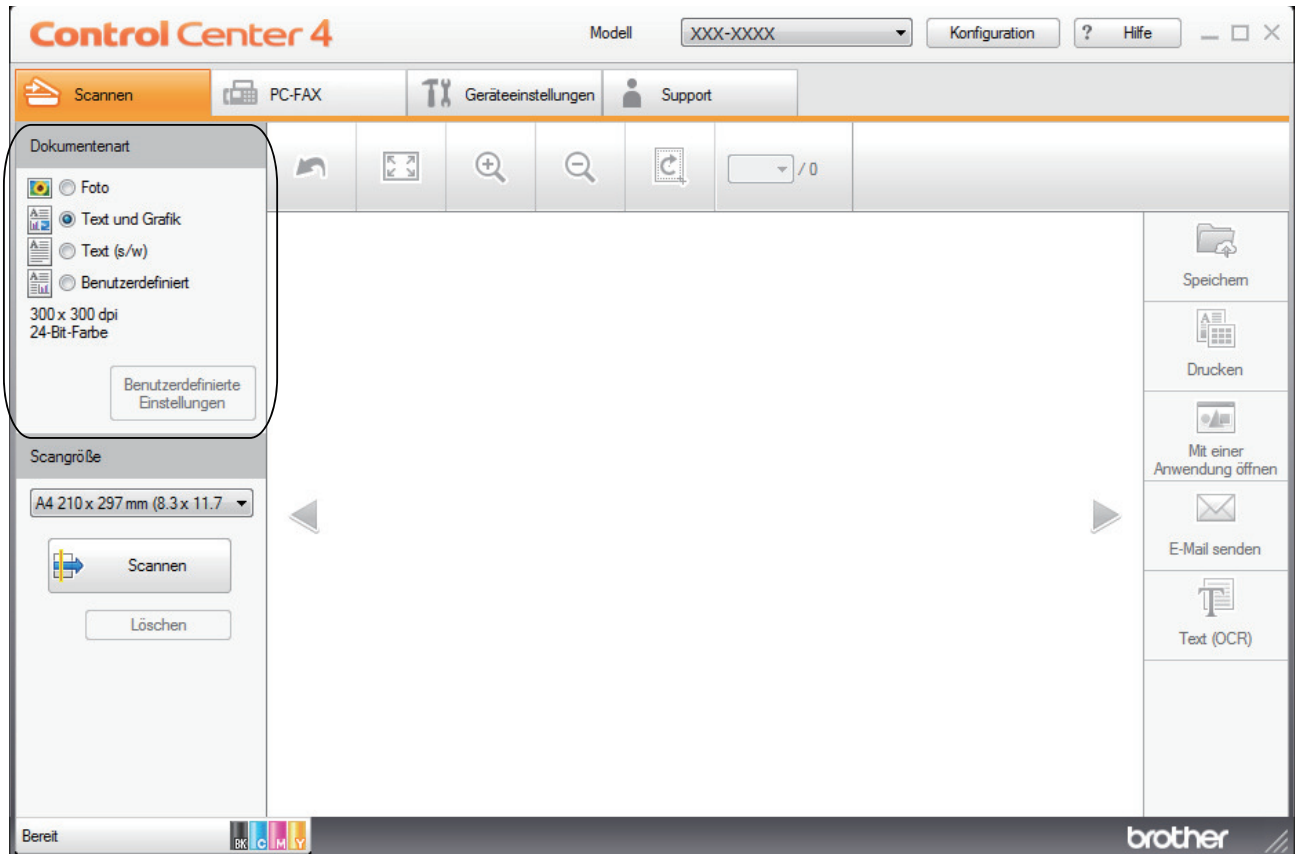 Control Center 4
Modell
XXX-XXXX
Konfiguration
? Hilfe
Scannen
PC-FAX
Geräteeinstellungen
Support
Dokumentenart
Foto
Text und Grafik
Text (s/w)
Benutzerdefiniert
300 x 300 dpi
24-Bit-Farbe
Benutzerdefinierte
Einstellungen
/ 0
Scangröße
A4 210 x 297 mm (8.3 x 11.7
Scannen
Löschen
Speichern
Drucken
Mit einer
Anwendung öffnen
E-Mail senden
Text (OCR)
Bereit
BK C M Y
brother